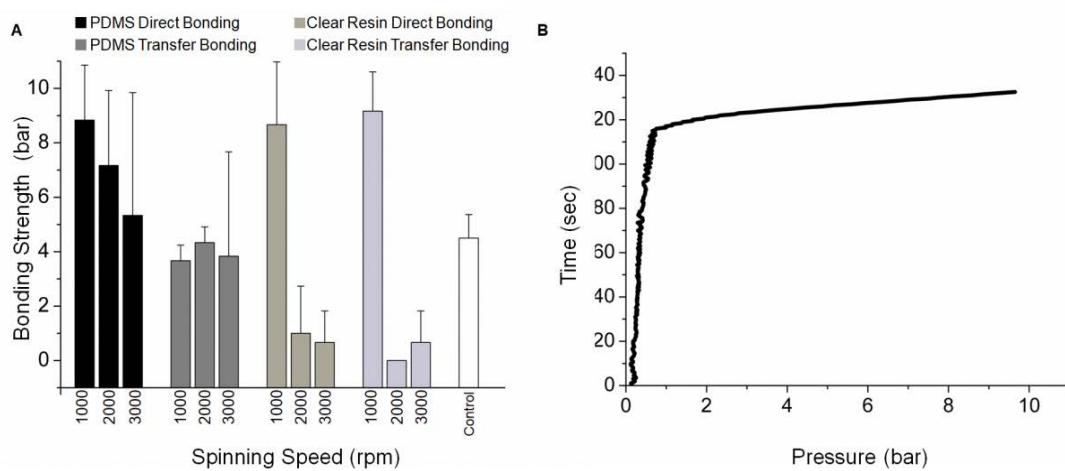 A
PDMS Direct Bonding
Clear Resin Direct Bonding
PDMS Transfer Bonding
Clear Resin Transfer Bonding
Bonding Strength (bar)
10
8
6
4
2
0
1000 2000 3000 1000 2000 3000 1000 2000 3000 1000 2000 3000 Control
Spinning Speed (rpm)
B
Time (sec)
40
20
00
80
60
40
20
0
0 2 4 6 8 10
Pressure (bar)